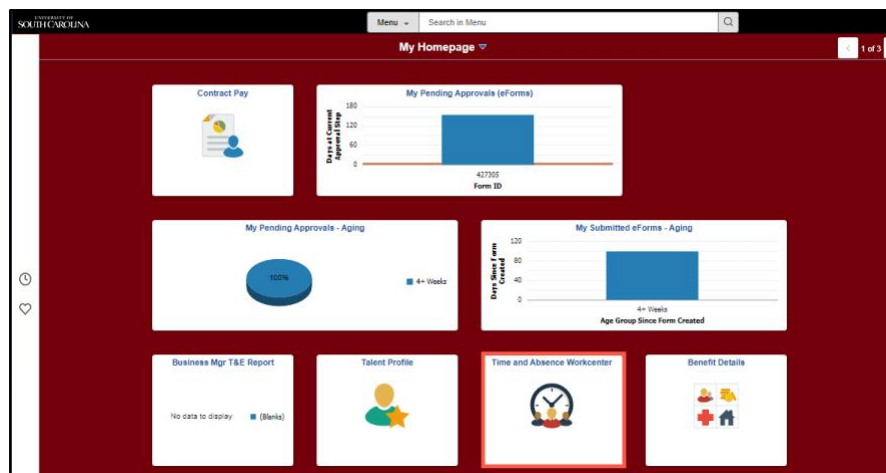 UNIVERSITY OF
SOUTH CAROLINA
Menu
Search in Menu
My Homepage
1 of 3
Contract Pay
My Pending Approvals (eForms)
Days at Current
Approval Step
180
120
60
0
427305
Form ID
My Pending Approvals - Aging
100%
4+ Weeks
My Submitted eForms - Aging
Days Since Form
Created
120
80
40
0
4+ Weeks
Age Group Since Form Created
Business Mgr T&E Report
No data to display
(Blanks)
Talent Profile
Time and Absence Workcenter
Benefit Details